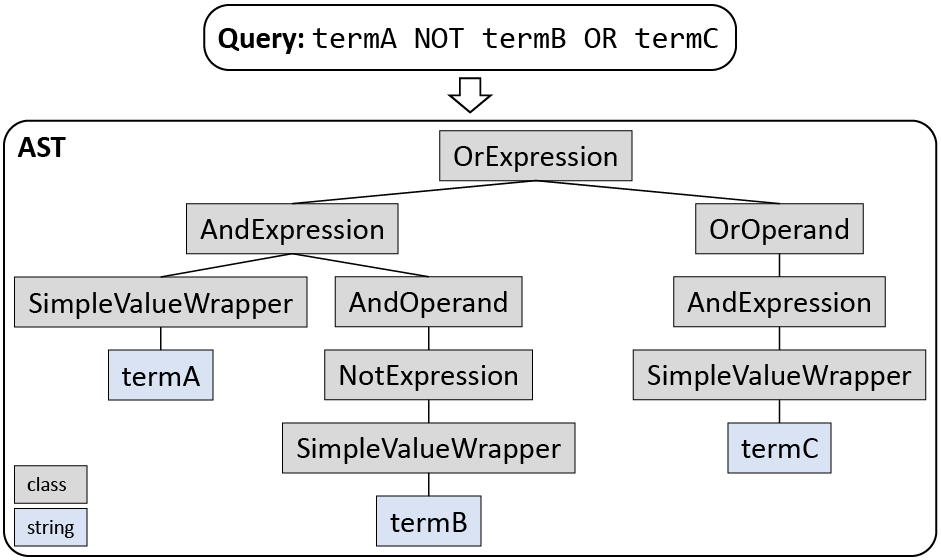 Query: termA NOT termB OR termC
AST
OrExpression
AndExpression
OrOperand
SimpleValueWrapper
AndOperand
AndExpression
termA
NotExpression
SimpleValueWrapper
SimpleValueWrapper
termC
class
termB
string